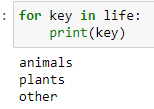 : for key in life:
print(key)
animals
plants
other